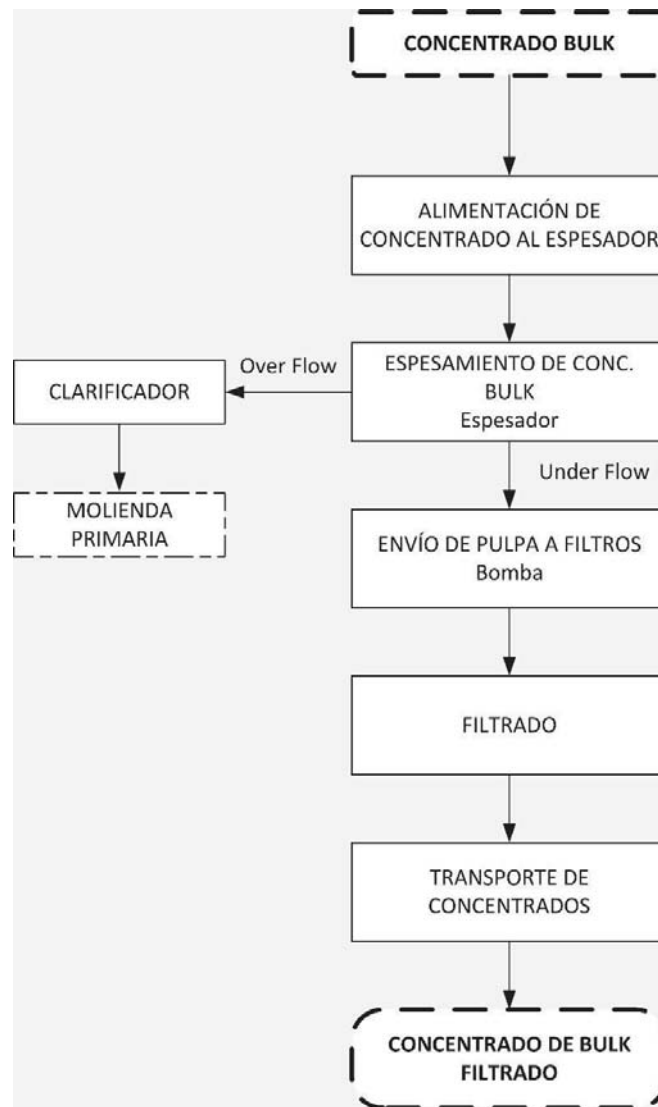 CONCENTRADO BULK
ALIMENTACIÓN DE
CONCENTRADO AL ESPESADOR
Over Flow
CLARIFICADOR
ESPESAMIENTO DE CONC.
BULK
Espesador
Under Flow
MOLIENDA
PRIMARIA
ENVÍO DE PULPA A FILTROS
Bomba
FILTRADO
TRANSPORTE DE
CONCENTRADOS
CONCENTRADO DE BULK
FILTRADO